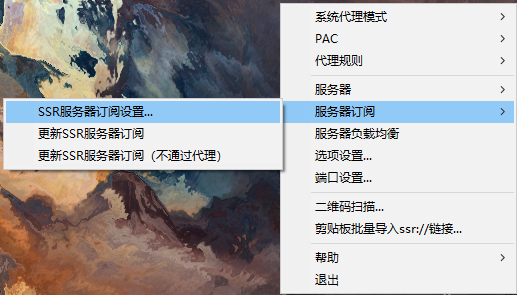 系统代理模式
PAC
代理规则
服务器
服务器订阅
服务器负载均衡
选项设置...
端口设置...
二维码扫描...
剪贴板批量导入ssr://链接...
帮助
退出
SSR服务器订阅设置...
更新SSR服务器订阅
更新SSR服务器订阅（不通过代理）